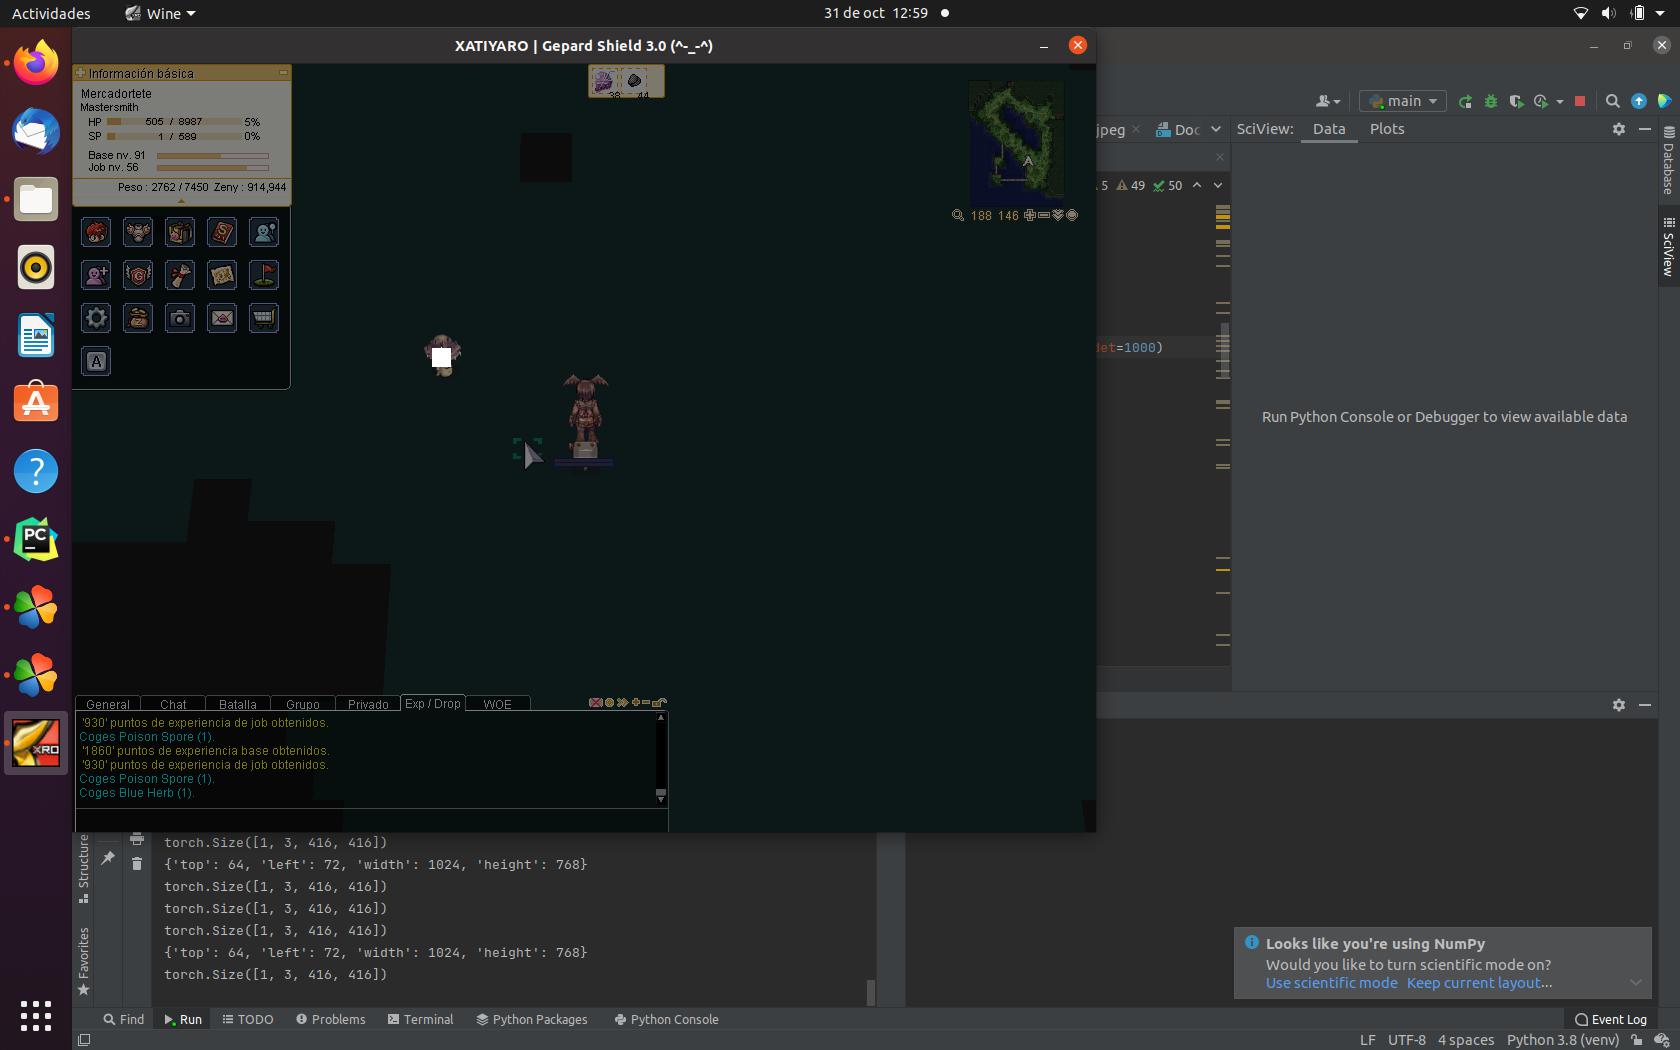 Actividades
Wine
31 de oct 12:59
XATIYARO | Gepard Shield 3.0 (^-_-^)
Información básica
Mercadortete
Mastersmith
HP 505 / 8987 5%
SP 1 / 589 0%
Base nv. 91
Job nv. 56
Peso : 2762 / 7450 Zeny : 914,944
38 44
188 146
A
PC
XRO
main
jpeg
Doc
SciView:
Data
Plots
5 49 50
Database
SciView
det=1000)
Run Python Console or Debugger to view available data
General
Chat
Batalla
Grupo
Privado
Exp / Drop
WOE
'930' puntos de experiencia de job obtenidos.
Coges Poison Spore (1).
'1860' puntos de experiencia base obtenidos.
'930' puntos de experiencia de job obtenidos.
Coges Poison Spore (1).
Coges Blue Herb (1).
torch.Size([1, 3, 416, 416])
{'top': 64, 'left': 72, 'width': 1024, 'height': 768}
torch.Size([1, 3, 416, 416])
torch.Size([1, 3, 416, 416])
torch.Size([1, 3, 416, 416])
{'top': 64, 'left': 72, 'width': 1024, 'height': 768}
torch.Size([1, 3, 416, 416])
Structure
Favorites
Looks like you're using NumPy
Would you like to turn scientific mode on?
Use scientific mode Keep current layout...
Find
Run
TODO
Problems
Terminal
Python Packages
Python Console
Event Log
LF UTF-8 4 spaces Python 3.8 (venv)